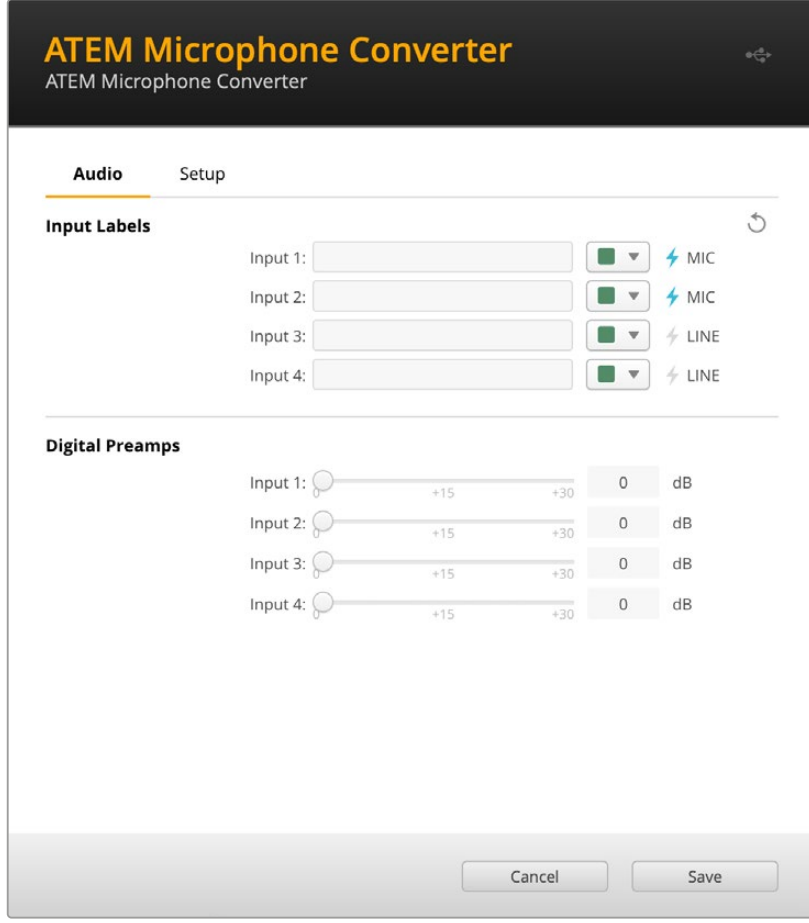 ATEM Microphone Converter
ATEM Microphone Converter
Audio Setup
Input Labels
Input 1: MIC
Input 2: MIC
Input 3: LINE
Input 4: LINE
Digital Preamps
Input 1: 0 dB
0 +15 +30
Input 2: 0 dB
0 +15 +30
Input 3: 0 dB
0 +15 +30
Input 4: 0 dB
0 +15 +30
Cancel Save